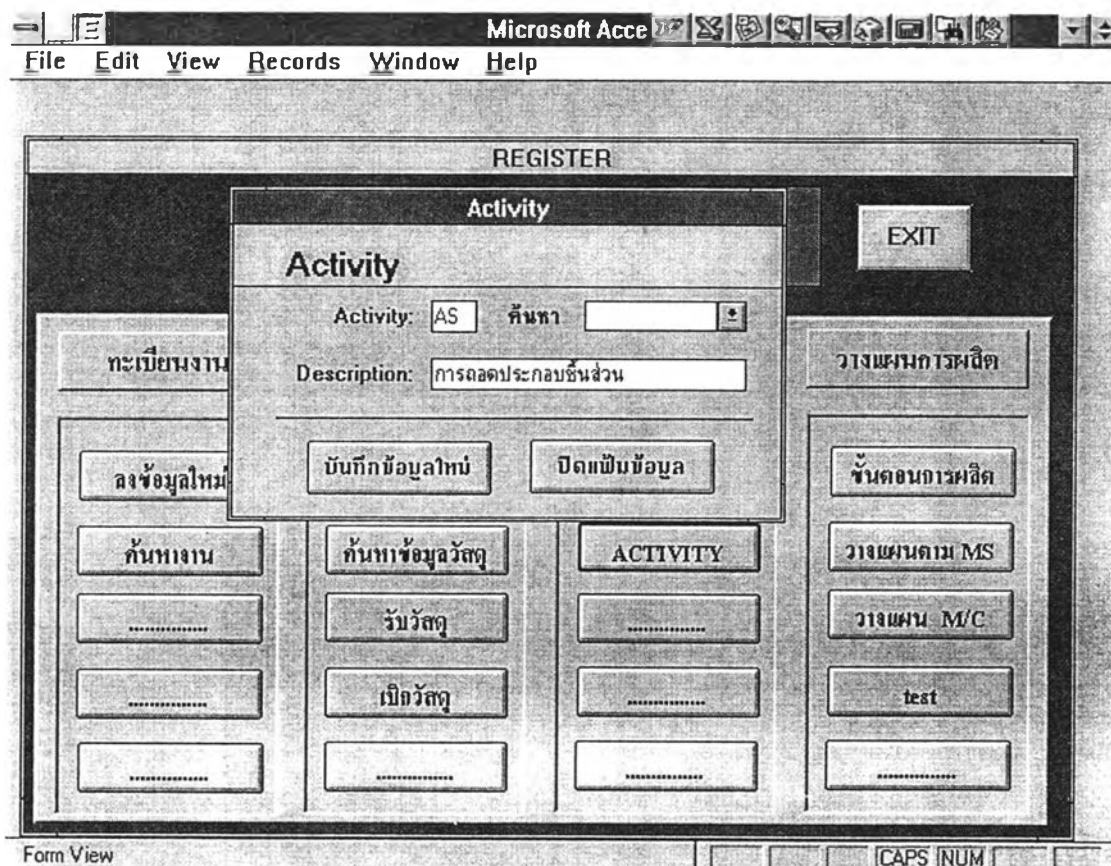 Microsoft Acce
File Edit View Records Window Help
REGISTER
Activity
EXIT
Activity
Activity: AS ค้นหา
Description: การถอดประกอบชิ้นส่วน
บันทึกข้อมูลใหม่ ปิดแฟ้มข้อมูล
ทะเบียนงาน วางแผนการผลิต
ลงข้อมูลใหม่ ขั้นตอนการผลิต
ค้นหางาน ค้นหาข้อมูลวัสดุ ACTIVITY วางแผนตาม MS
............... รับวัสดุ ............... วางแผน M/C
............... เบิกวัสดุ ............... test
............... ............... ............... ...............
Form View CAPS NUM